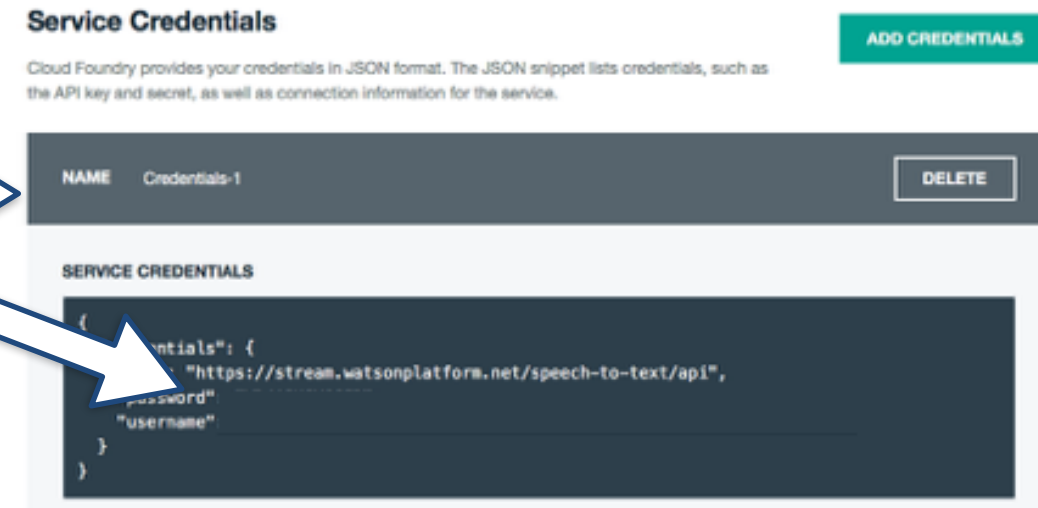 Service Credentials
ADD CREDENTIALS
Cloud Foundry provides your credentials in JSON format. The JSON snippet lists credentials, such as
the API key and secret, as well as connection information for the service.
NAME Credentials-1
DELETE
SERVICE CREDENTIALS
{
entials": {
: "https://stream.watsonplatform.net/speech-to-text/api",
"password"
"username"
}
}